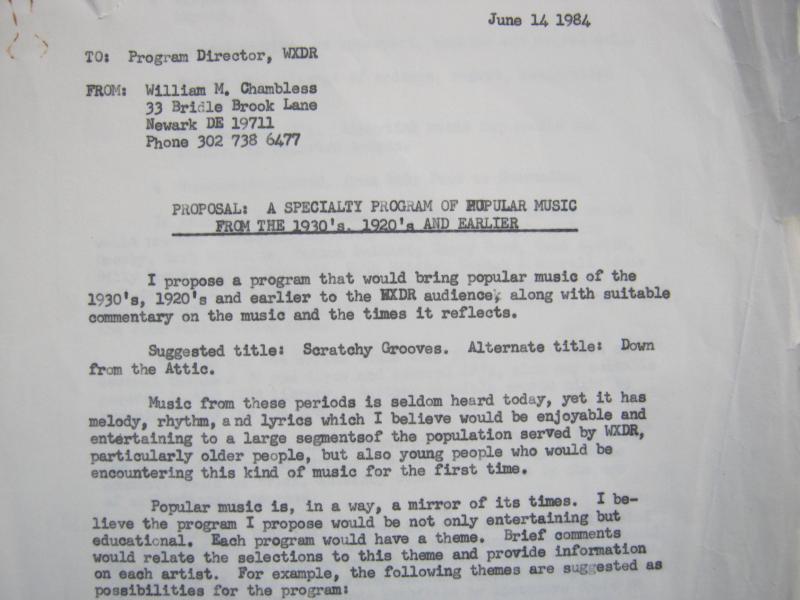 June 14 1984
TO: Program Director, WXDR
FROM: William M. Chambless
33 Bridle Brook Lane
Newark DE 19711
Phone 302 738 6477
PROPOSAL: A SPECIALTY PROGRAM OF POPULAR MUSIC
FROM THE 1930's, 1920's AND EARLIER
I propose a program that would bring popular music of the
1930's, 1920's and earlier to the WXDR audience, along with suitable
commentary on the music and the times it reflects.
Suggested title: Scratchy Grooves. Alternate title: Down
from the Attic.
Music from these periods is seldom heard today, yet it has
melody, rhythm, and lyrics which I believe would be enjoyable and
entertaining to a large segmentsof the population served by WXDR,
particularly older people, but also young people who would be
encountering this kind of music for the first time.
Popular music is, in a way, a mirror of its times. I be-
lieve the program I propose would be not only entertaining but
educational. Each program would have a theme. Brief comments
would relate the selections to this theme and provide information
on each artist. For example, the following themes are suggested as
possibilities for the program: